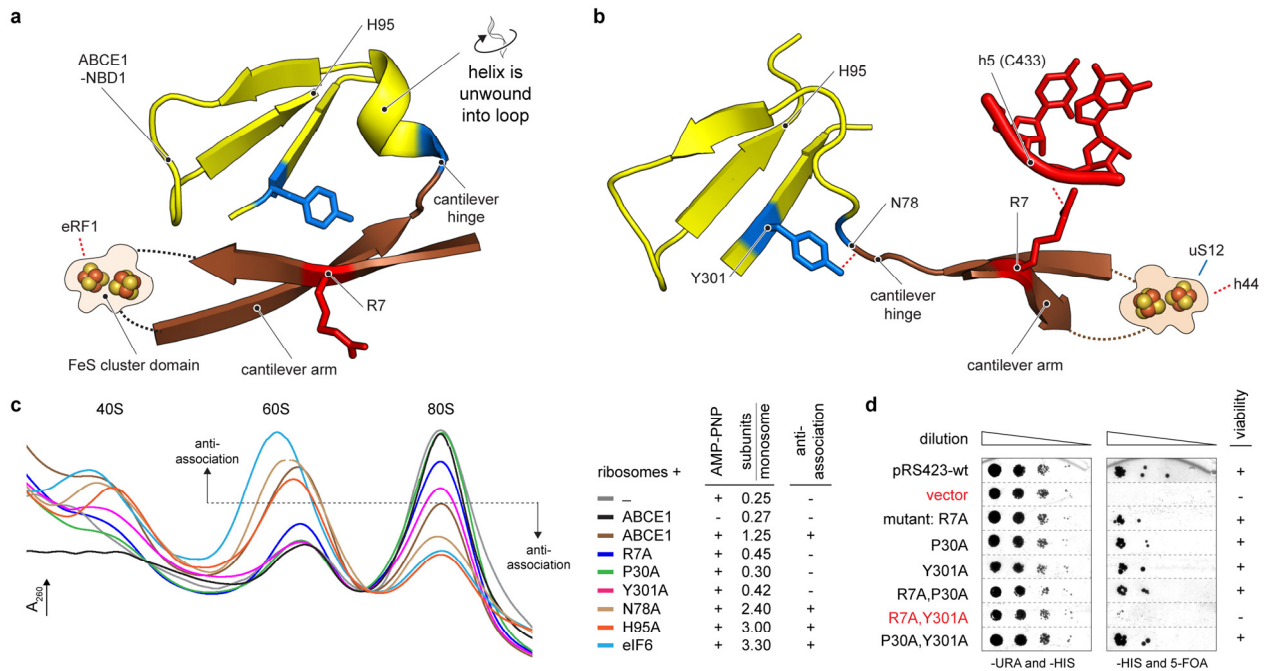 a
ABCE1
-NBD1
H95
helix is
unwound
into loop
cantilever
hinge
eRF1
R7
FeS cluster domain
cantilever arm
b
H95
h5 (C433)
N78
R7
Y301
uS12
h44
cantilever
hinge
cantilever
arm
c
40S
60S
80S
anti-
association
anti-
association
A260
ribosomes +
AMP-PNP
subunits
monosome
anti-
association
– + 0.25 -
ABCE1 - 0.27 -
ABCE1 + 1.25 +
R7A + 0.45 -
P30A + 0.30 -
Y301A + 0.42 -
N78A + 2.40 +
H95A + 3.00 +
eIF6 + 3.30 +
d
dilution
viability
pRS423-wt +
vector -
mutant: R7A +
P30A +
Y301A +
R7A,P30A +
R7A,Y301A -
P30A,Y301A +
-URA and -HIS
-HIS and 5-FOA